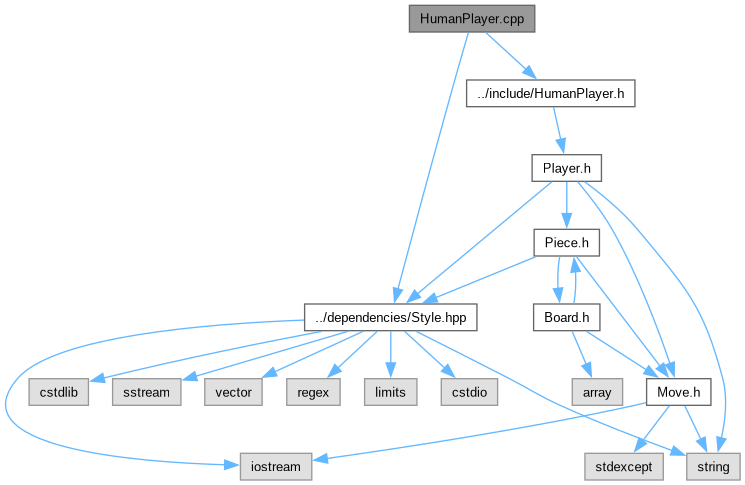 HumanPlayer.cpp
../include/HumanPlayer.h
Player.h
Piece.h
../dependencies/Style.hpp
Board.h
cstdlib
sstream
vector
regex
limits
cstdio
array
Move.h
iostream
stdexcept
string